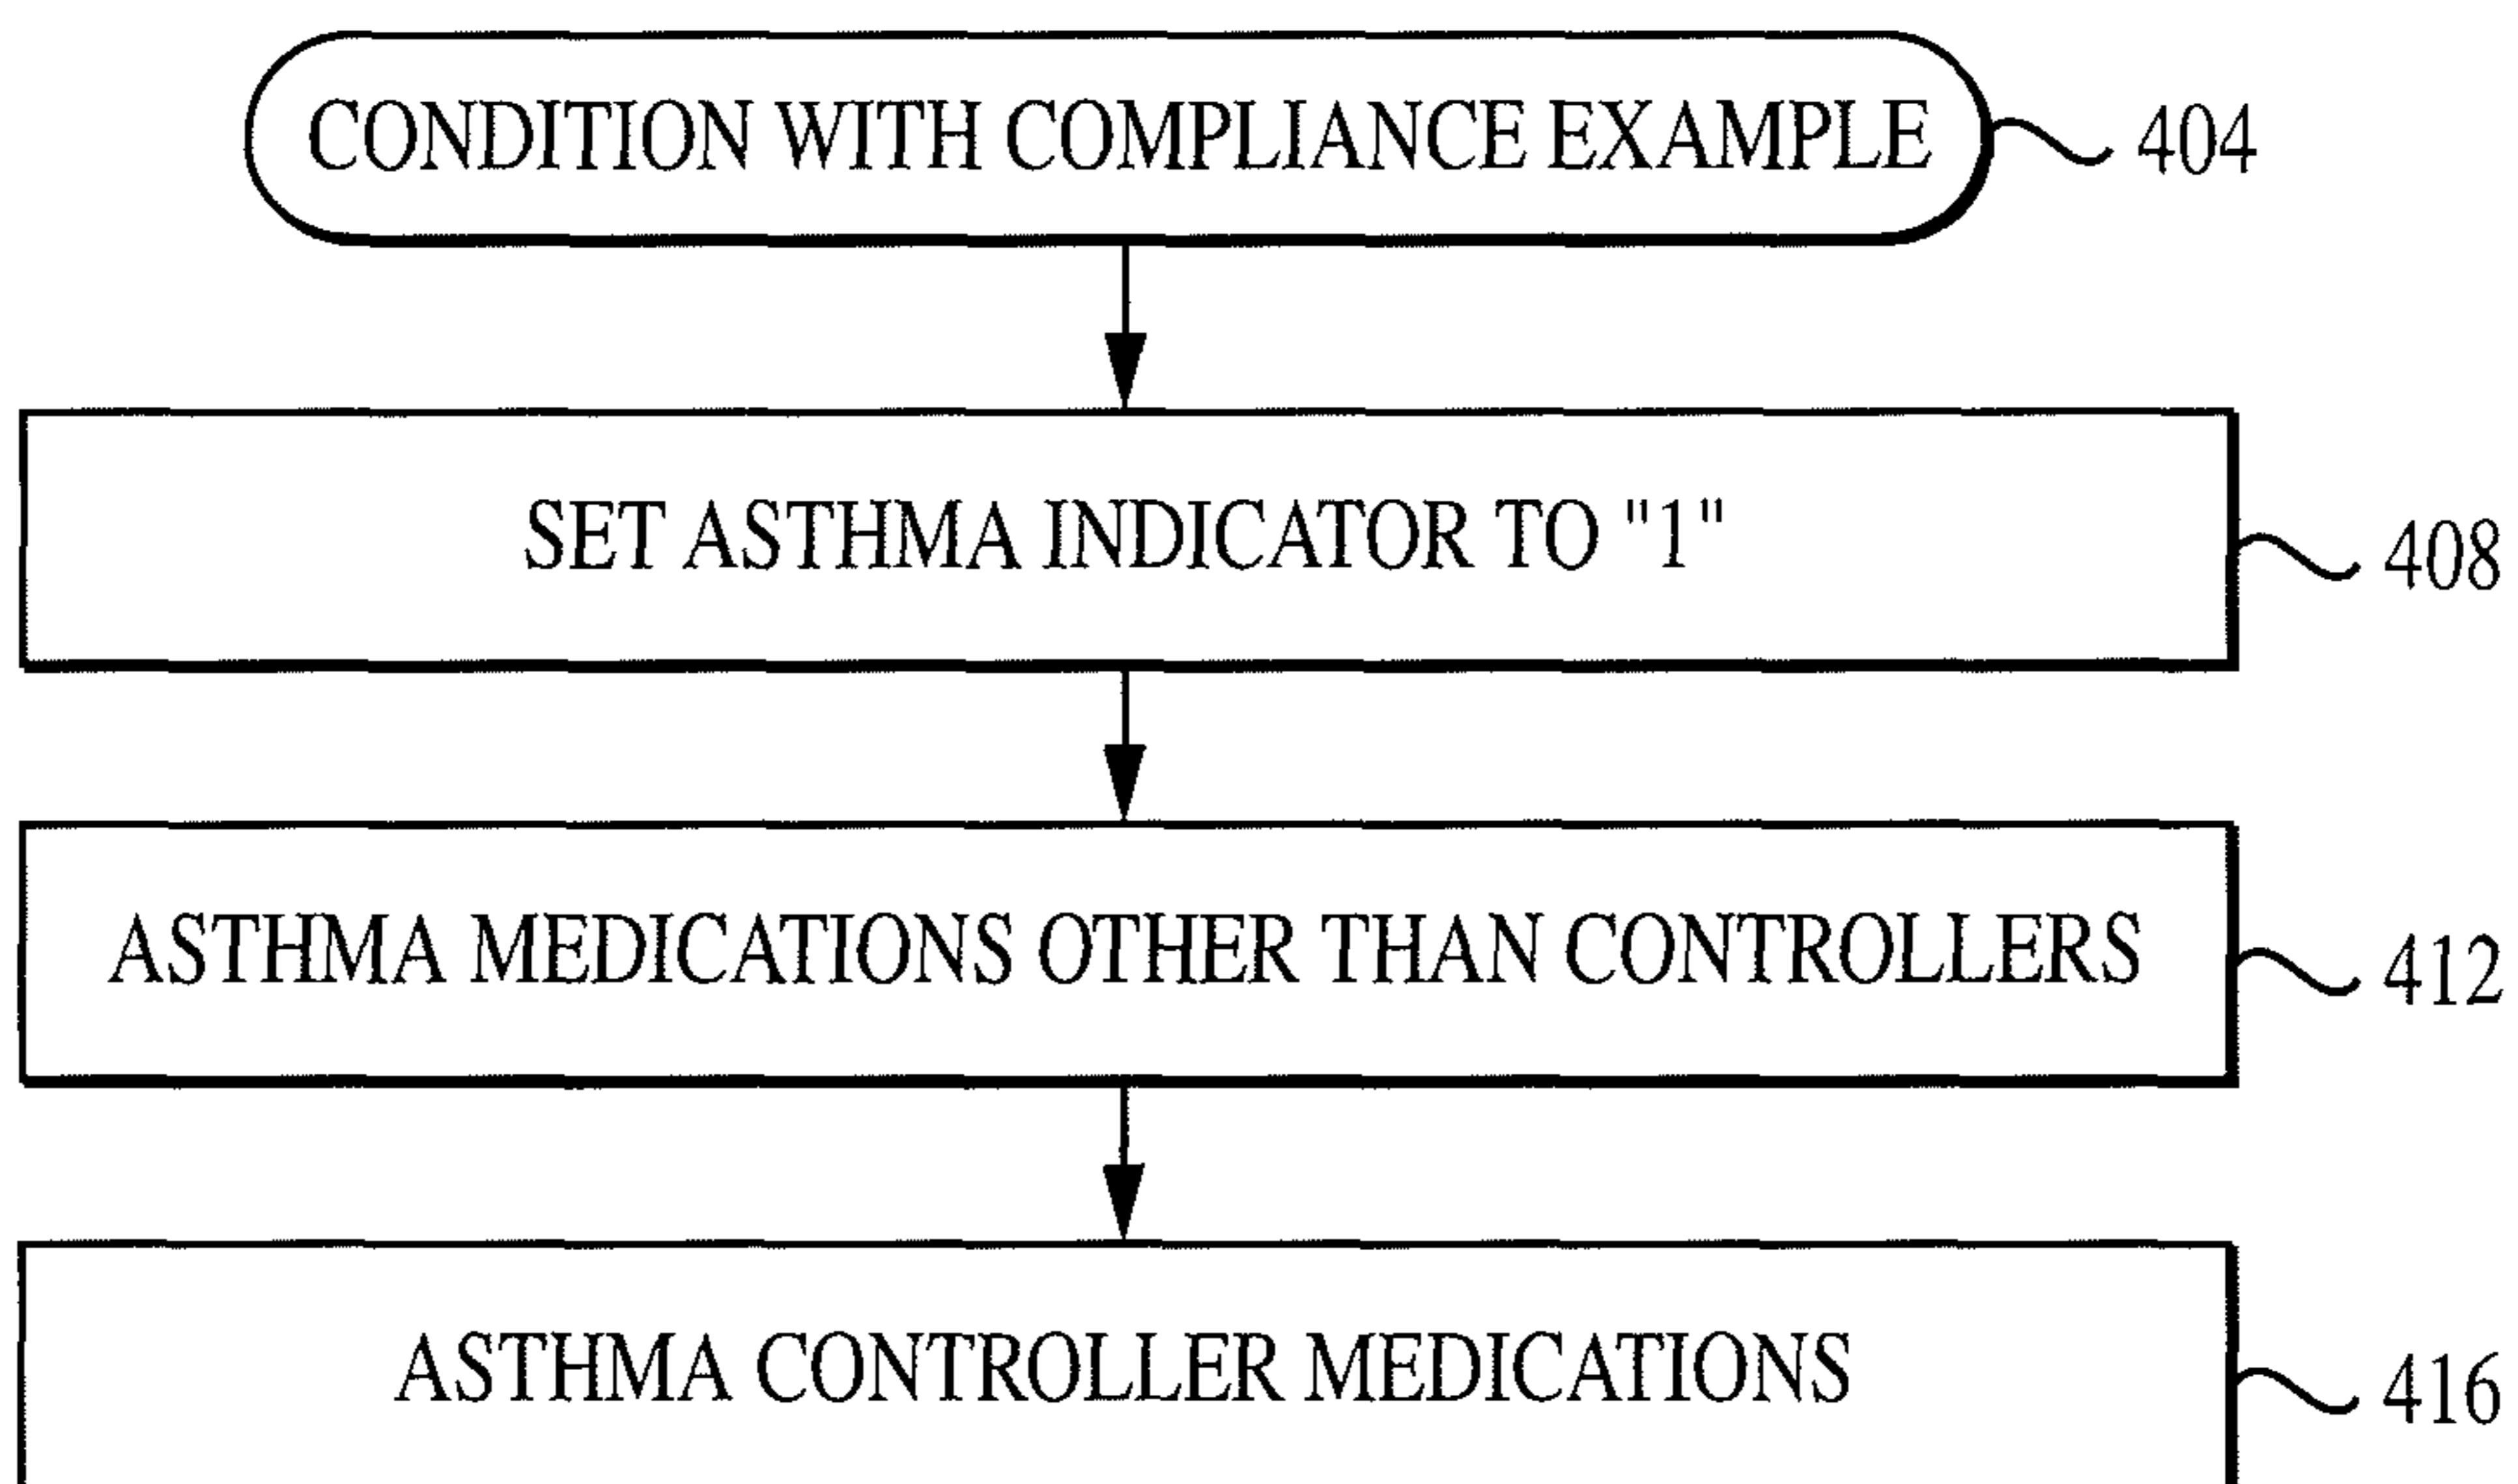 CONDITION WITH COMPLIANCE EXAMPLE
404
SET ASTHMA INDICATOR TO "1"
408
ASTHMA MEDICATIONS OTHER THAN CONTROLLERS
412
ASTHMA CONTROLLER MEDICATIONS
416